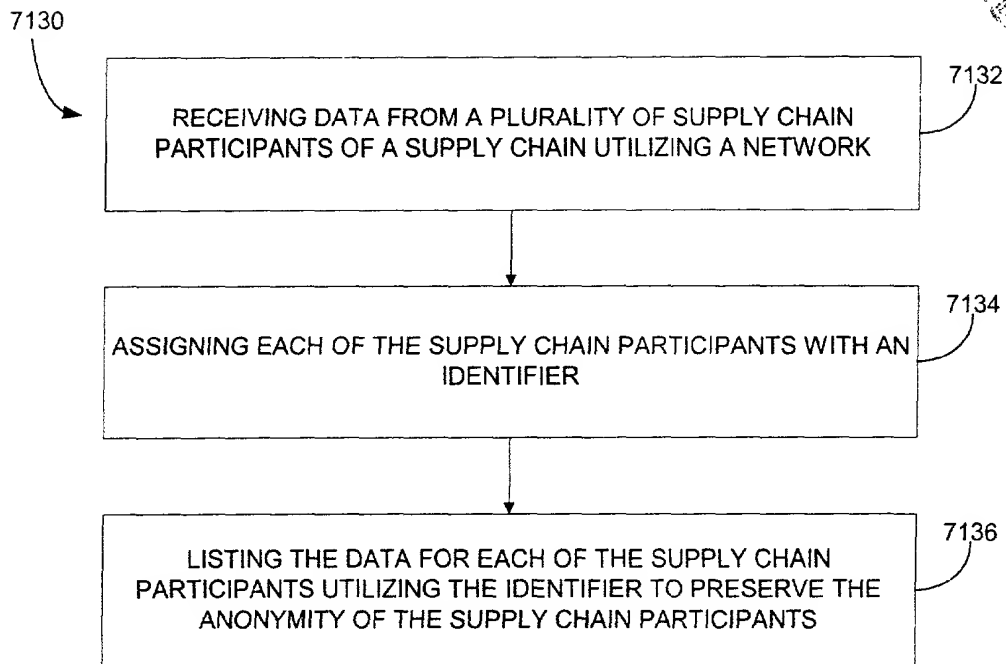 7130
7132
RECEIVING DATA FROM A PLURALITY OF SUPPLY CHAIN
PARTICIPANTS OF A SUPPLY CHAIN UTILIZING A NETWORK
7134
ASSIGNING EACH OF THE SUPPLY CHAIN PARTICIPANTS WITH AN
IDENTIFIER
7136
LISTING THE DATA FOR EACH OF THE SUPPLY CHAIN
PARTICIPANTS UTILIZING THE IDENTIFIER TO PRESERVE THE
ANONYMITY OF THE SUPPLY CHAIN PARTICIPANTS